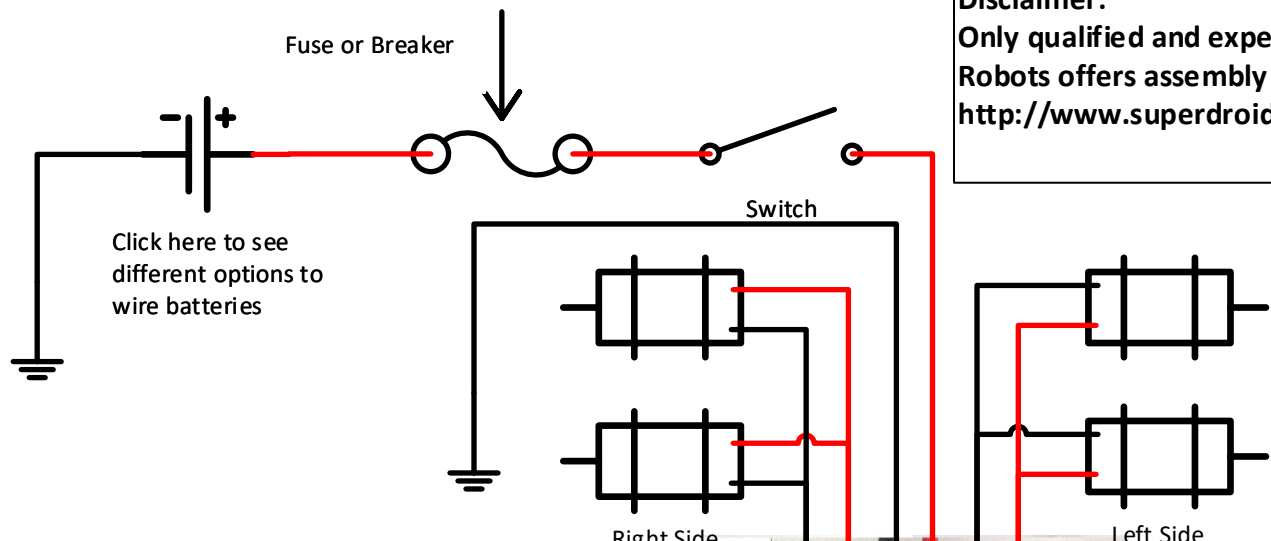 Disclaimer:
Only qualified and expe
Robots offers assembly
http://www.superdroid
Fuse or Breaker
- +
Switch
Click here to see
different options to
wire batteries
Right Side
Left Side